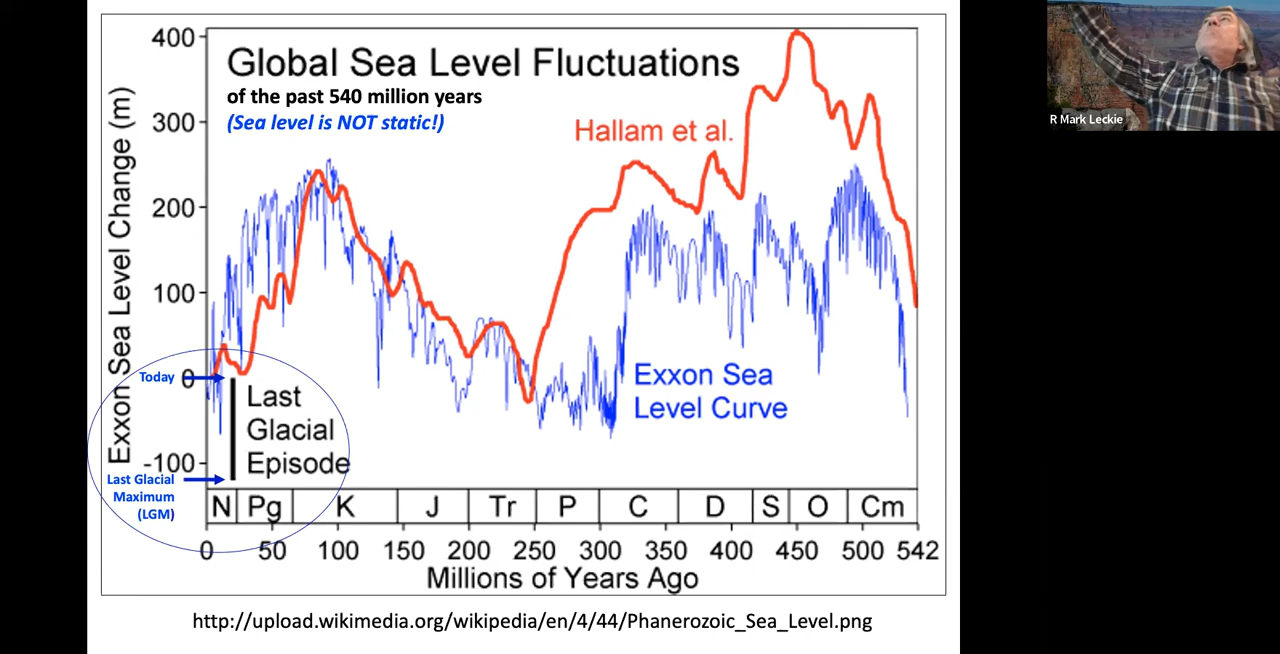 Global Sea Level Fluctuations
of the past 540 million years
(Sea level is NOT static!)
Exxon Sea Level Change (m)
400
300
200
100
0
-100
Hallam et al.
Exxon Sea
Level Curve
Today
Last
Glacial
Episode
Last Glacial
Maximum
(LGM)
N Pg K J Tr P C D S O Cm
0 50 100 150 200 250 300 350 400 450 500 542
Millions of Years Ago
http://upload.wikimedia.org/wikipedia/en/4/44/Phanerozoic_Sea_Level.png
R Mark Leckie